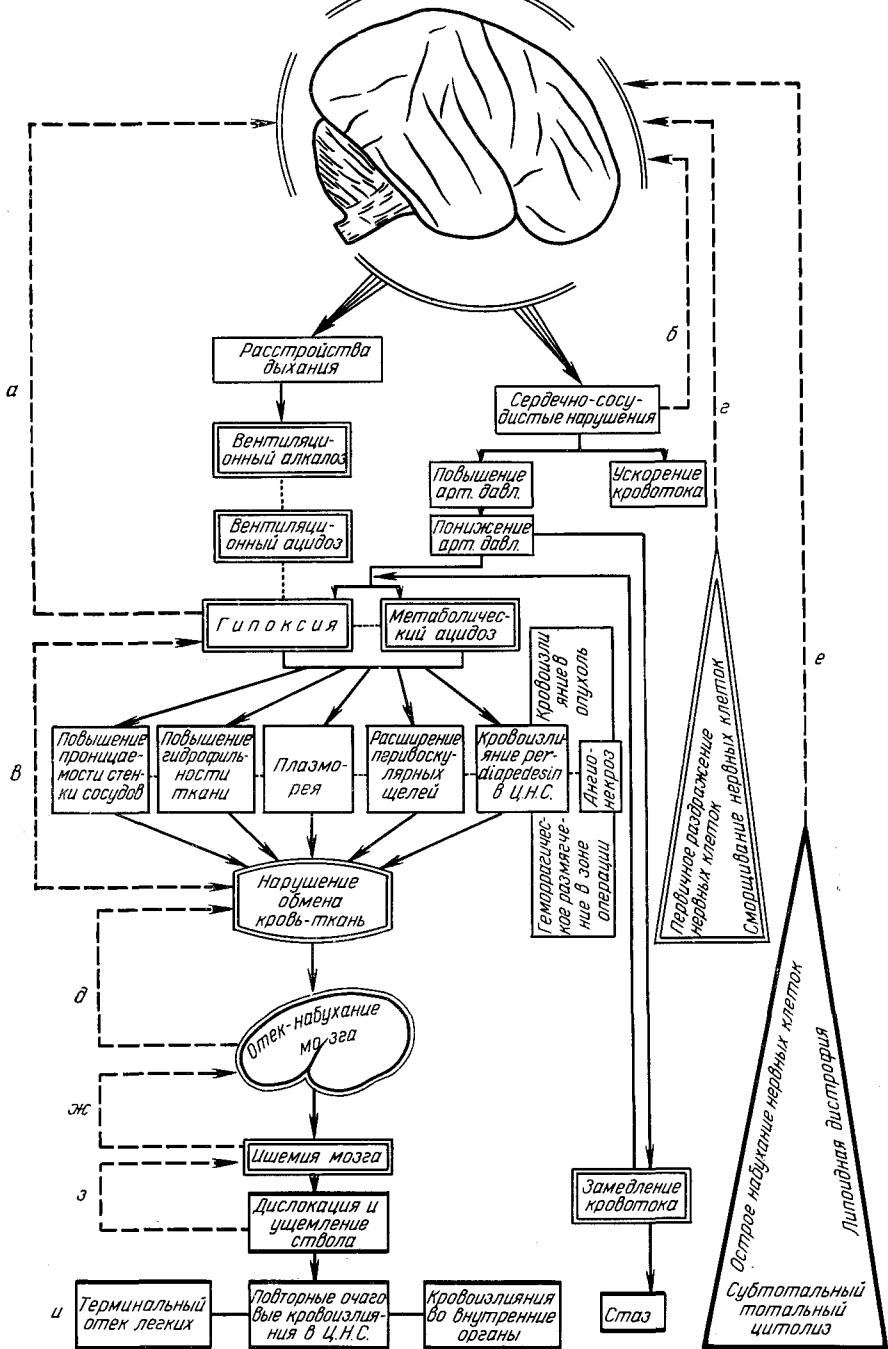 Расстройства
дыхания
б
а
Сердечно-сосу-
дистые нарушения
г
Вентиляци-
онный алкалоз
Повышение
арт. давл.
Ускорение
кровотока
Вентиляци-
онный ацидоз
Понижение
арт. давл.
Гипоксия
Метаболичес-
кий ацидоз
е
Кровоизли-
яние в
опухоль
в
Повышение
проницае-
мости стен-
ки сосудов
Повышение
гидрофиль-
ности
ткани
Плазмо-
рея
Расширение
перивоску-
лярных
щелей
Кровоизли-
яние per-
diapedesin
в Ц.Н.С.
Ангио-
некроз
Геморрагичес-
кое размягче-
ние в зоне
операции
Первичное раздражение
нервных клеток
Сморщивание нервных клеток
Нарушение
обмена
кровь-ткань
д
Отек-набухание
мозга
ж
Ишемия мозга
з
Дислокация и
ущемление
ствола
Замедление
кровотока
Острое набухание нервных клеток
Липоидная дистрофия
Субтотальный
тотальный
цитолиз
и
Терминальный
отек легких
Повторные очаго-
вые кровоизлия-
ния в Ц.Н.С.
Кровоизлияния
во внутренние
органы
Стаз